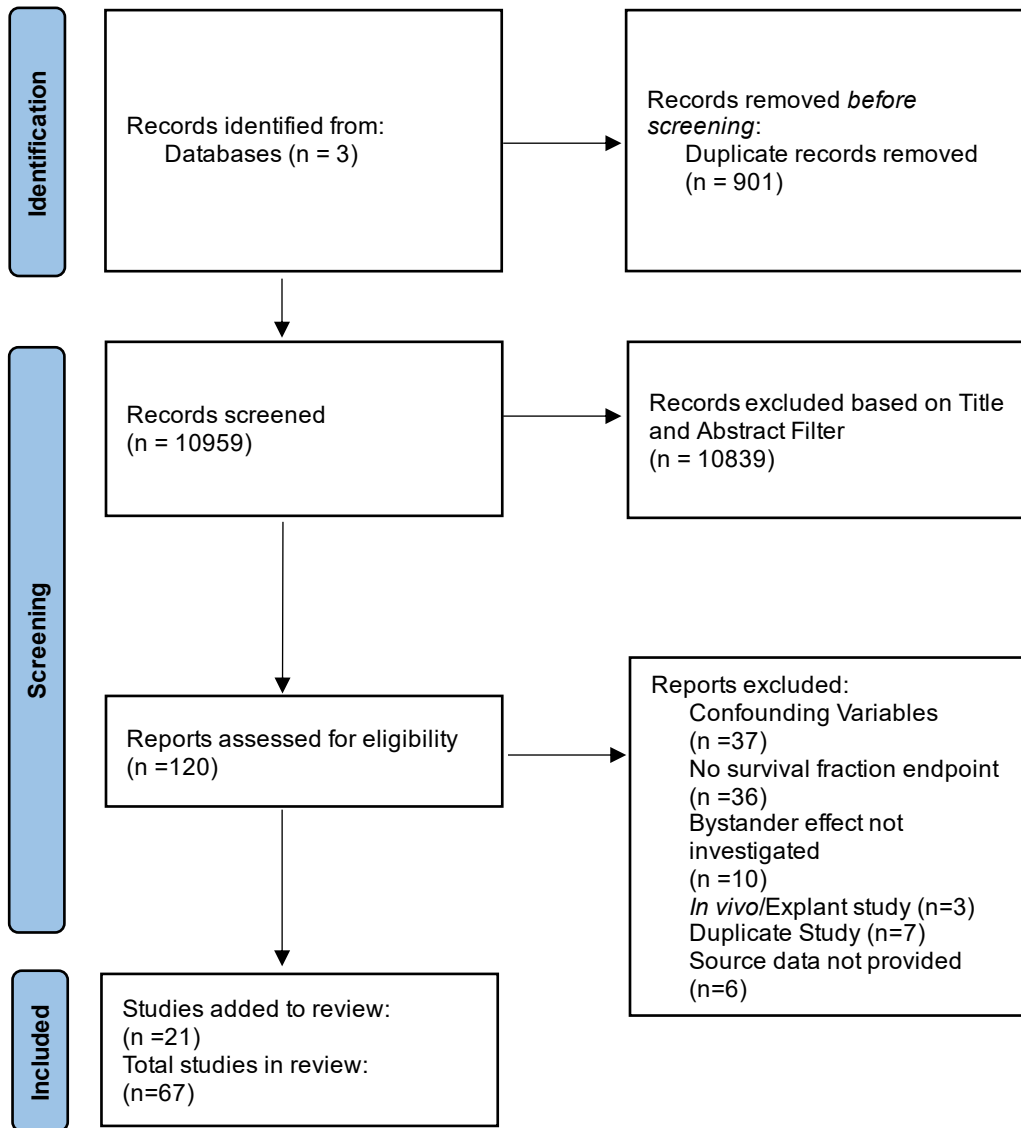 Identification
Records identified from:
Databases (n = 3)
Records removed before
screening:
Duplicate records removed
(n = 901)
Screening
Records screened
(n = 10959)
Records excluded based on Title
and Abstract Filter
(n = 10839)
Reports assessed for eligibility
(n =120)
Reports excluded:
Confounding Variables
(n =37)
No survival fraction endpoint
(n =36)
Bystander effect not
investigated
(n =10)
In vivo/Explant study (n=3)
Duplicate Study (n=7)
Source data not provided
(n=6)
Included
Studies added to review:
(n =21)
Total studies in review:
(n=67)